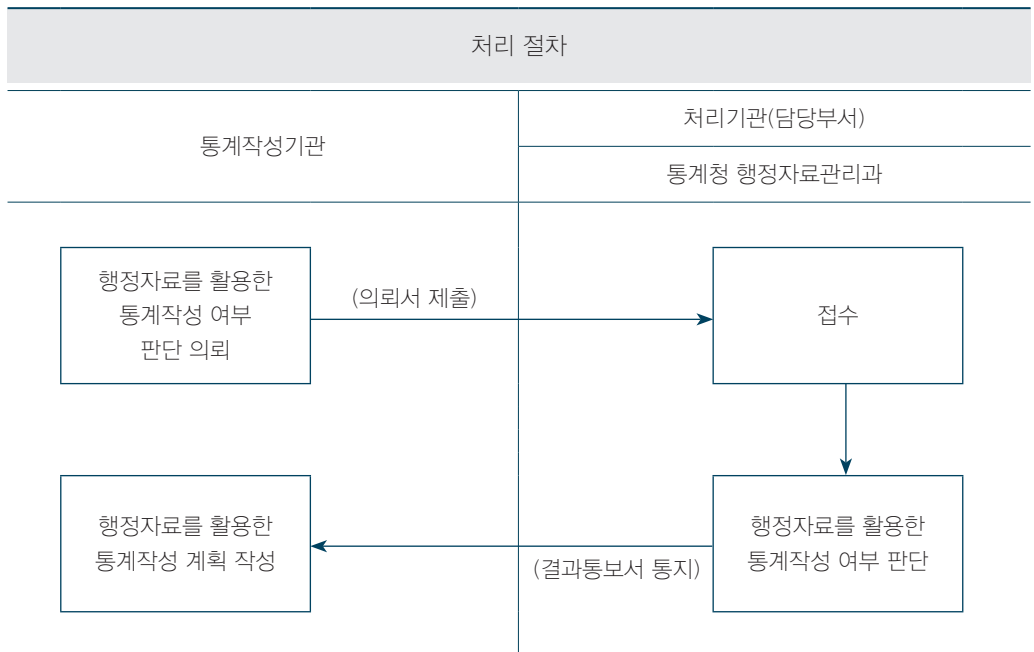 처리 절차
통계작성기관
처리기관(담당부서)
통계청 행정자료관리과
행정자료를 활용한
통계작성 여부
판단 의뢰
(의뢰서 제출)
접수
행정자료를 활용한
통계작성 계획 작성
(결과통보서 통지)
행정자료를 활용한
통계작성 여부 판단